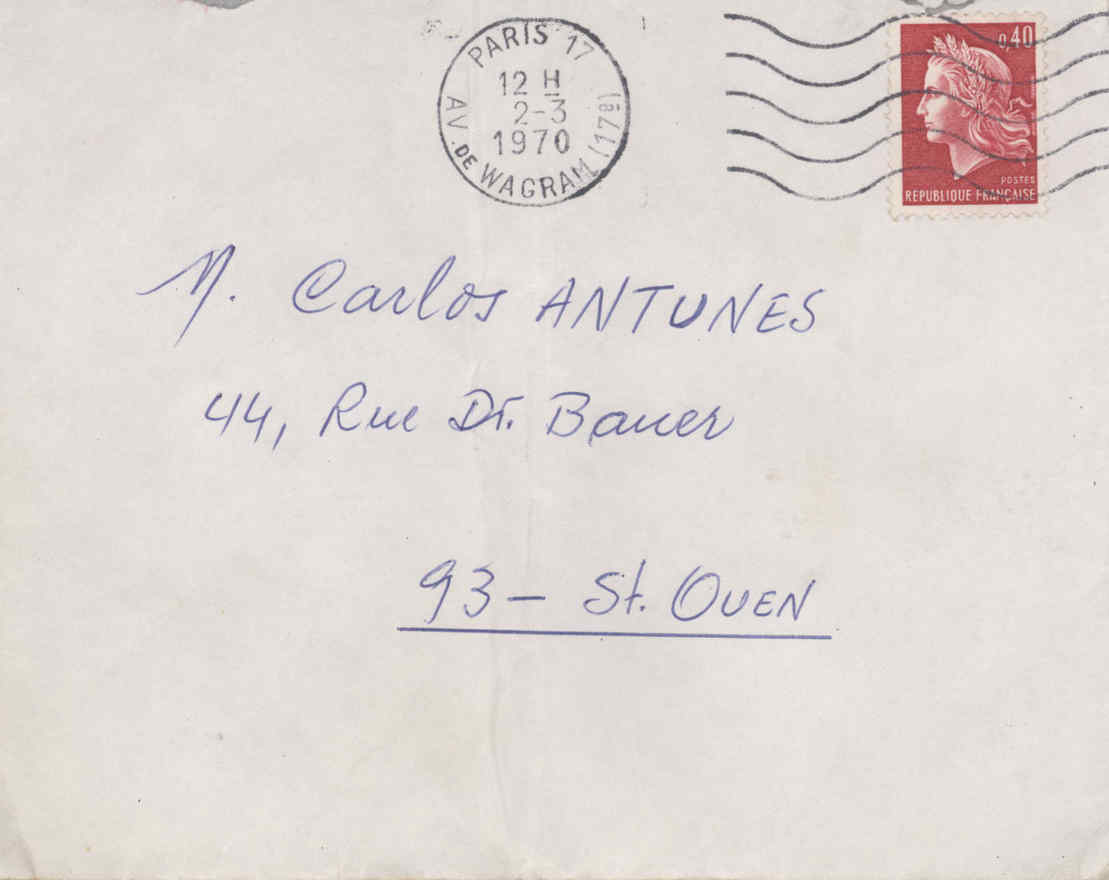 PARIS 17
12 H
2-3
1970
AV. DE WAGRAM (178)
0,40
POSTES
REPUBLIQUE FRANÇAISE
M. Carlos ANTUNES
44, Rue Dr. Bauer
93 – St. OUEN